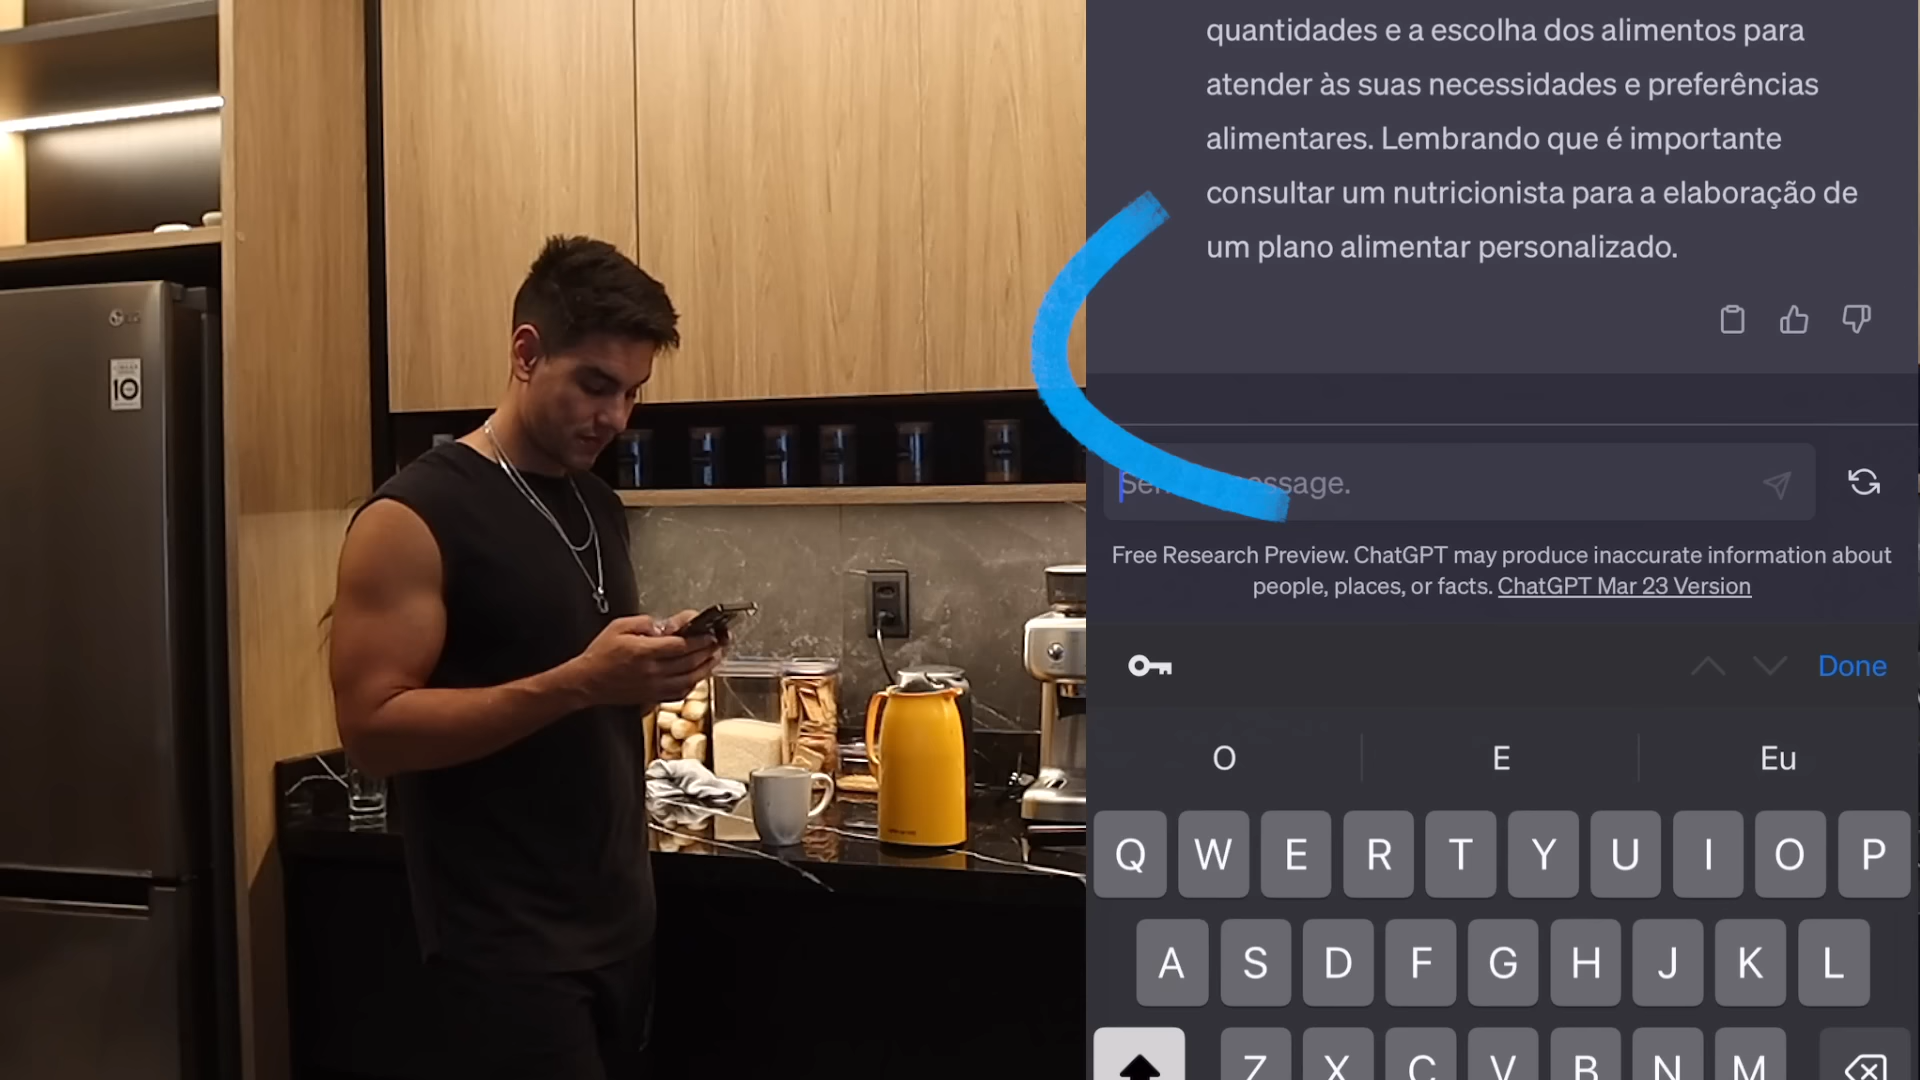 LG
10
quantidades e a escolha dos alimentos para
atender às suas necessidades e preferências
alimentares. Lembrando que é importante
consultar um nutricionista para a elaboração de
um plano alimentar personalizado.
Free Research Preview. ChatGPT may produce inaccurate information about
people, places, or facts. ChatGPT Mar 23 Version
Done
O E Eu
Q W E R T Y U I O P
A S D F G H J K L
Z X C V B N M